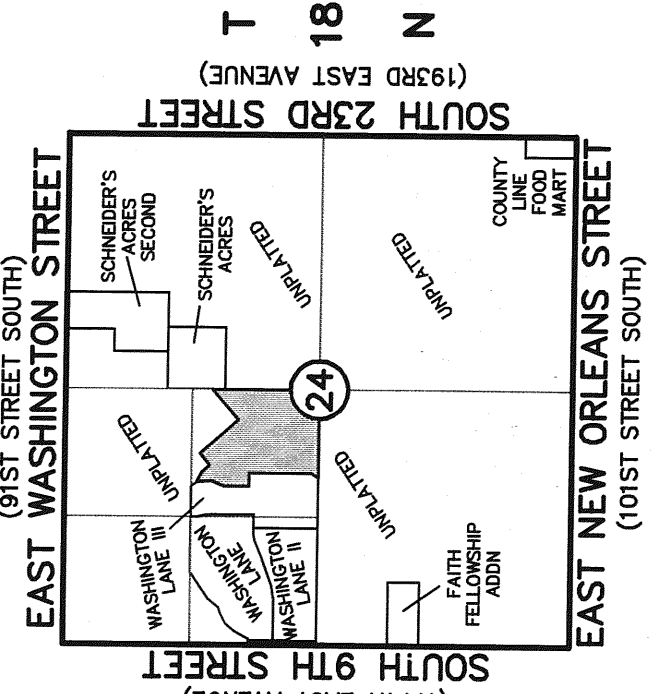 T 18 N
(193RD EAST AVENUE)
SOUTH 23RD STREET
(91ST STREET SOUTH)
EAST WASHINGTON STREET
SCHNEIDER'S
ACRES
SECOND
SCHNEIDER'S
ACRES
UNPLATTED
UNPLATTED
COUNTY
LINE
FOOD
MART
24
UNPLATTED
UNPLATTED
WASHINGTON
LANE III
WASHINGTON
LANE
WASHINGTON
LANE II
FAITH
FELLOWSHIP
ADDN
EAST NEW ORLEANS STREET
(101ST STREET SOUTH)
SOUTH 9TH STREET
EAST AVENUE)